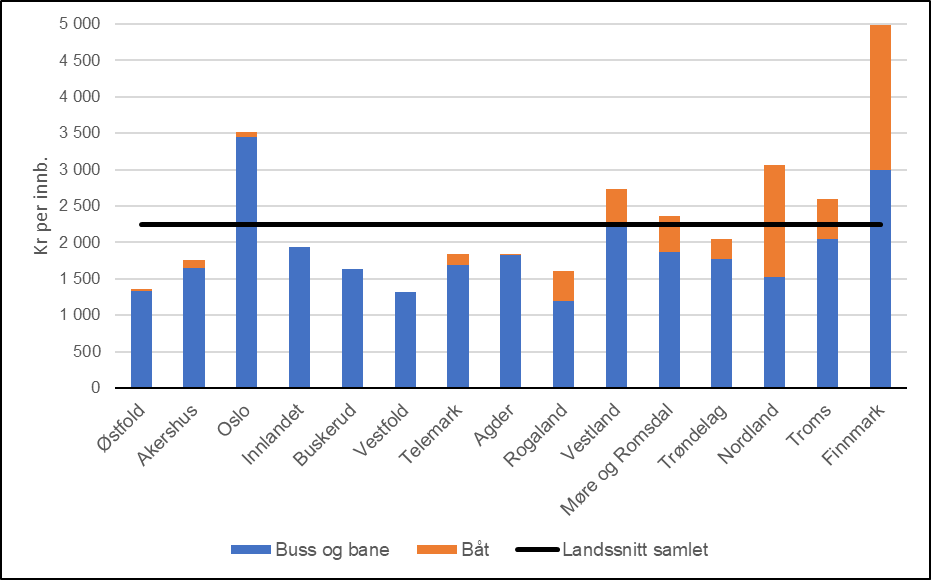 5 000
4 500
4 000
3 500
3 000
2 500
2 000
1 500
1 000
500
0
Kr per innb.
Østfold
Akershus
Oslo
Innlandet
Buskerud
Vestfold
Telemark
Agder
Rogaland
Vestland
Møre og Romsdal
Trøndelag
Nordland
Troms
Finnmark
Buss og bane
Båt
Landssnitt samlet